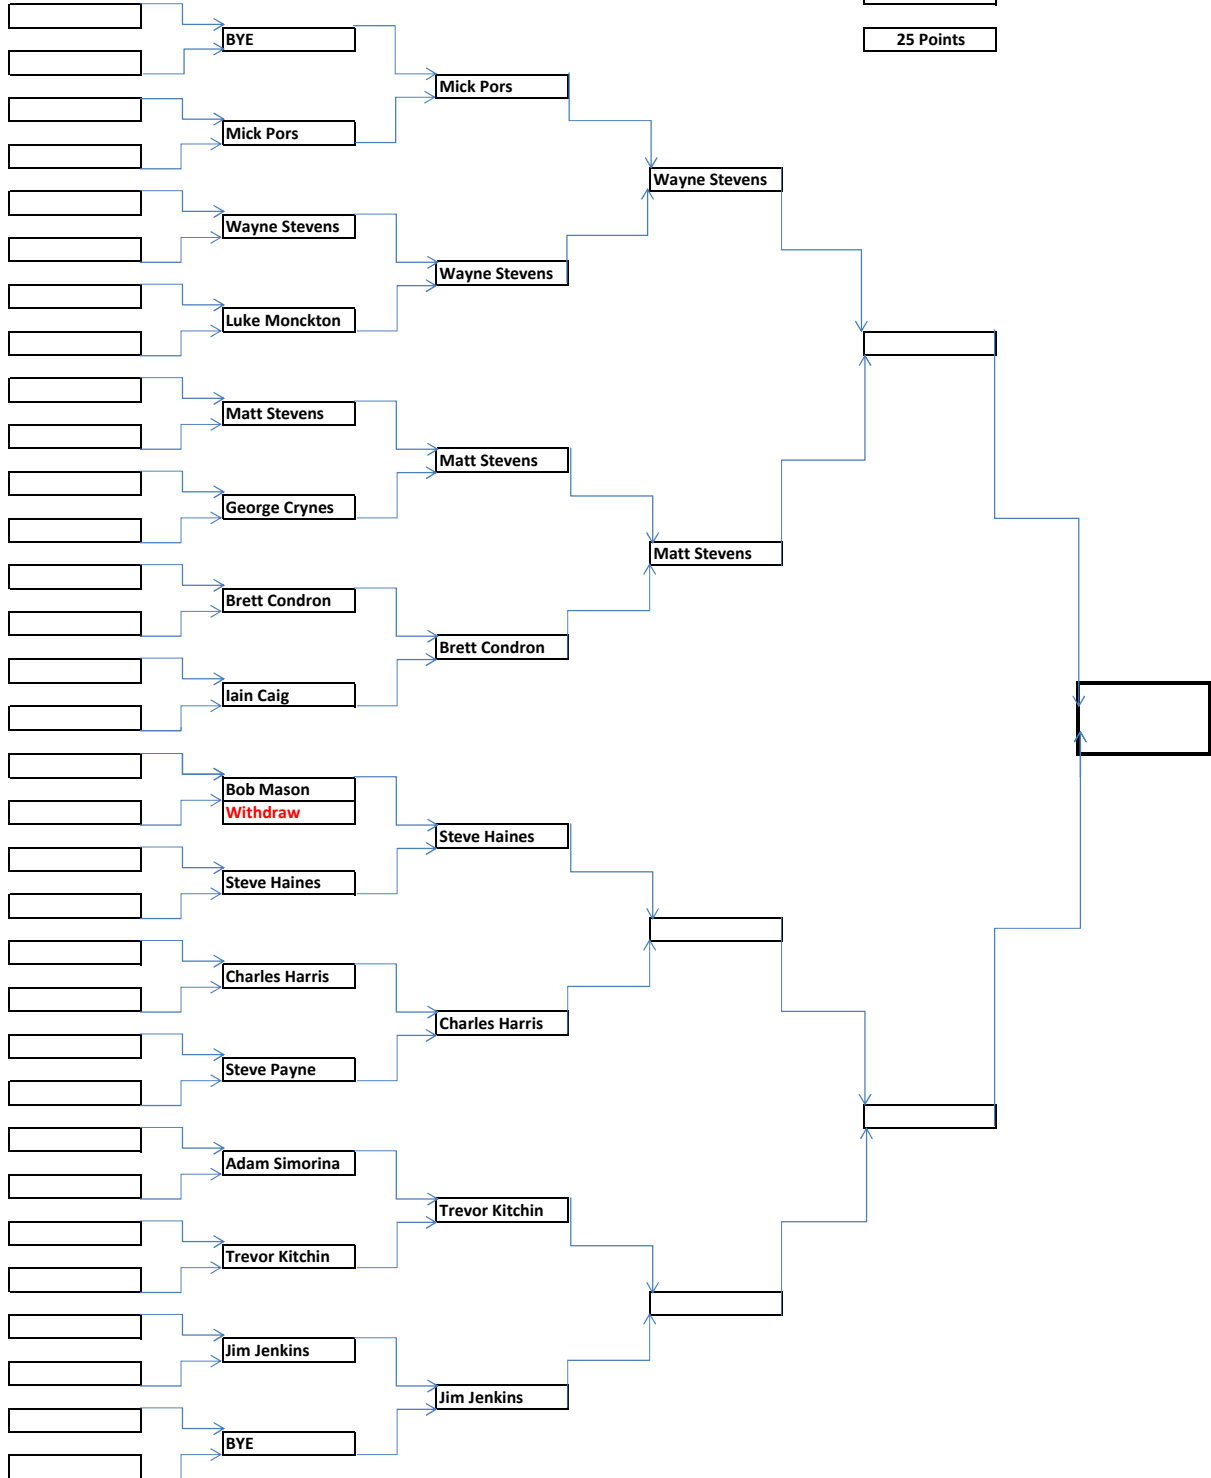 BYE
25 Points
Mick Pors
Mick Pors
Wayne Stevens
Wayne Stevens
Wayne Stevens
Luke Monckton
Matt Stevens
Matt Stevens
George Crynes
Matt Stevens
Brett Condron
Brett Condron
Iain Caig
Bob Mason
Withdraw
Steve Haines
Steve Haines
Charles Harris
Charles Harris
Steve Payne
Adam Simorina
Trevor Kitchin
Trevor Kitchin
Jim Jenkins
Jim Jenkins
BYE